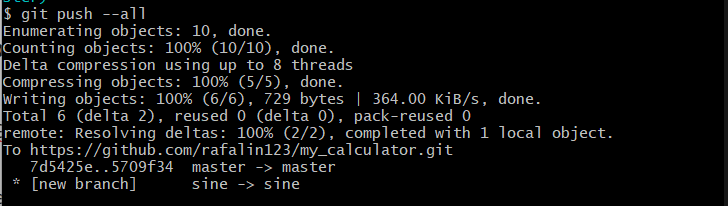 $ git push --all
Enumerating objects: 10, done.
Counting objects: 100% (10/10), done.
Delta compression using up to 8 threads
Compressing objects: 100% (5/5), done.
Writing objects: 100% (6/6), 729 bytes | 364.00 KiB/s, done.
Total 6 (delta 2), reused 0 (delta 0), pack-reused 0
remote: Resolving deltas: 100% (2/2), completed with 1 local object.
To https://github.com/rafalin123/my_calculator.git
   7d5425e..5709f34  master -> master
 * [new branch]      sine -> sine